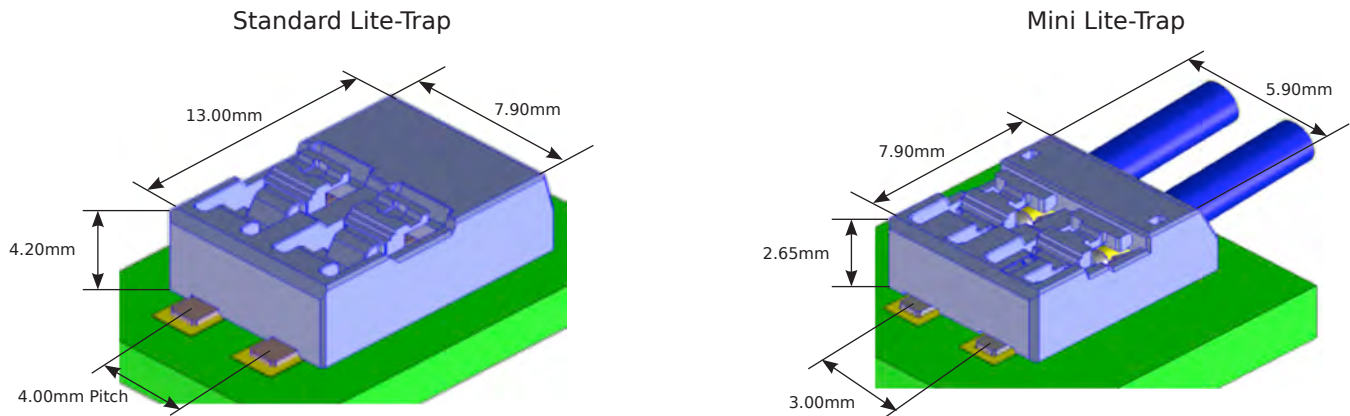 Standard Lite-Trap
13.00mm
7.90mm
4.20mm
4.00mm Pitch
Mini Lite-Trap
5.90mm
7.90mm
2.65mm
3.00mm